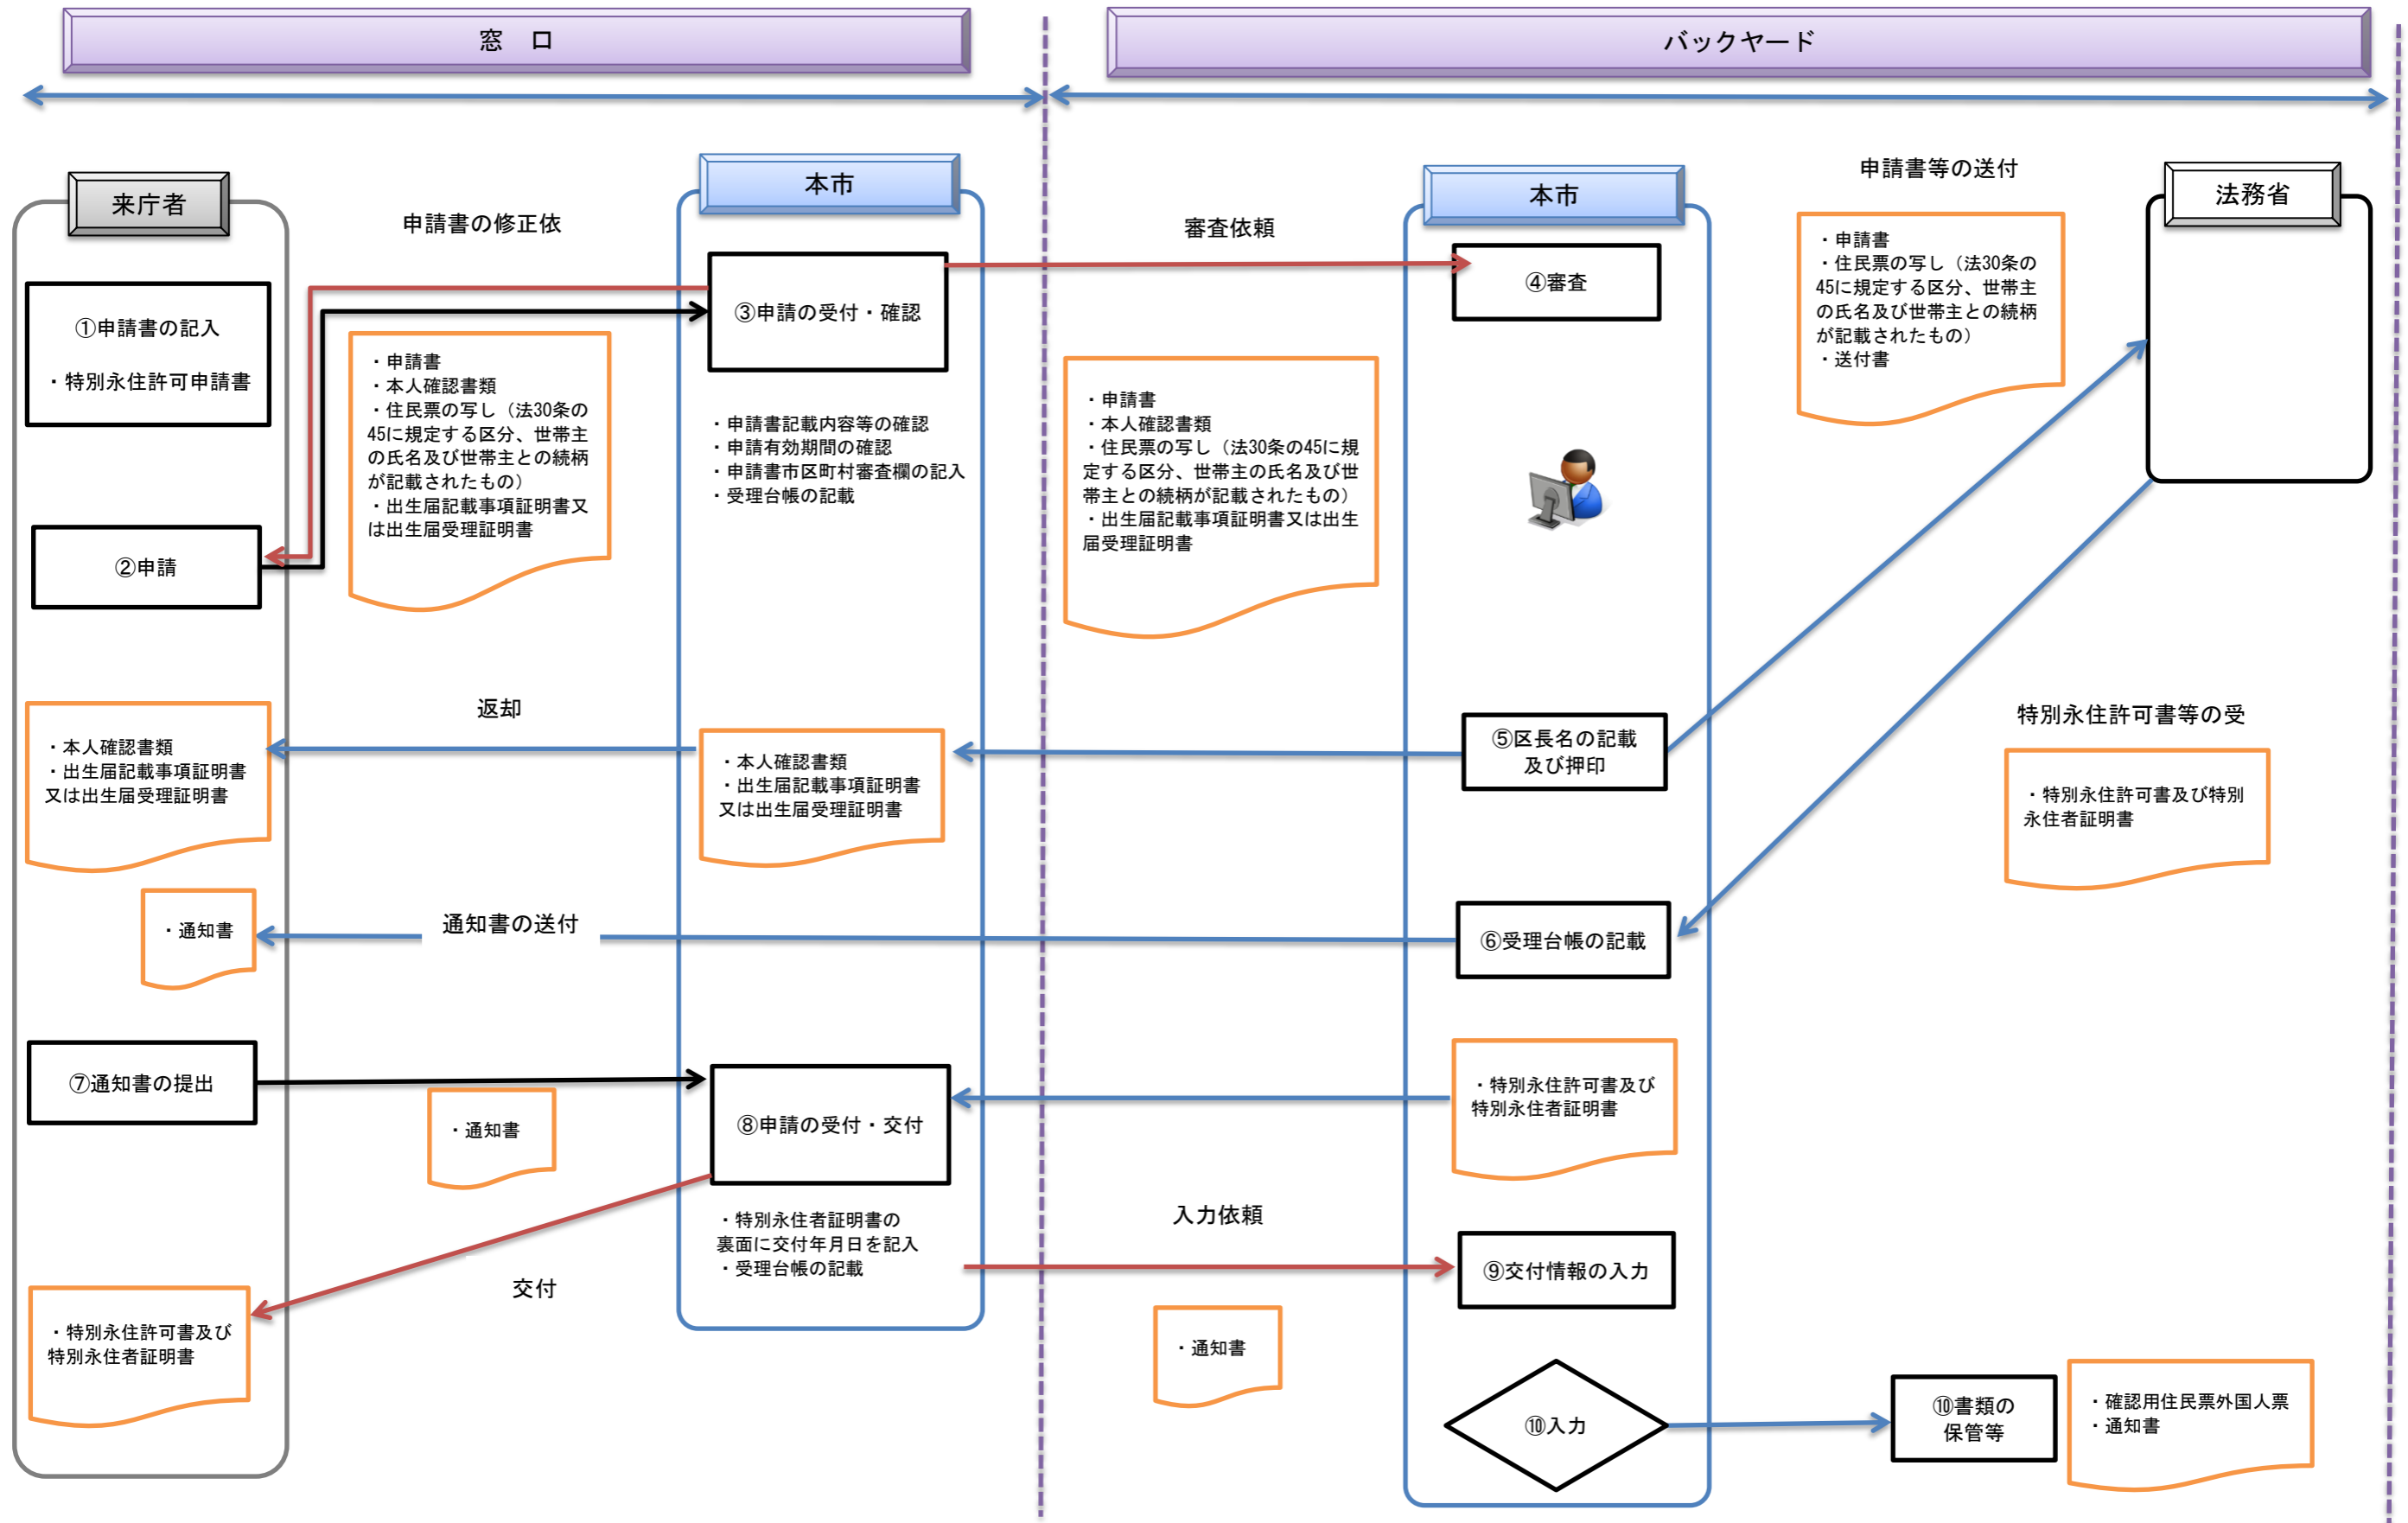 窓　口
バックヤード
来庁者
本市
本市
法務省
申請書の修正依
審査依頼
申請書等の送付
①申請書の記入
・特別永住許可申請書
③申請の受付・確認
④審査
・申請書
・住民票の写し（法30条の
45に規定する区分、世帯主
の氏名及び世帯主との続柄
が記載されたもの）
・送付書
・申請書
・本人確認書類
・住民票の写し（法30条の
45に規定する区分、世帯主
の氏名及び世帯主との続柄
が記載されたもの）
・出生届記載事項証明書又
は出生届受理証明書
・申請書記載内容等の確認
・申請有効期間の確認
・申請書市区町村審査欄の記入
・受理台帳の記載
・申請書
・本人確認書類
・住民票の写し（法30条の45に規
定する区分、世帯主の氏名及び世
帯主との続柄が記載されたもの）
・出生届記載事項証明書又は出生
届受理証明書
②申請
返却
・本人確認書類
・出生届記載事項証明書
又は出生届受理証明書
・本人確認書類
・出生届記載事項証明書
又は出生届受理証明書
⑤区長名の記載
及び押印
特別永住許可書等の受
・特別永住許可書及び特別
永住者証明書
・通知書
通知書の送付
⑥受理台帳の記載
⑦通知書の提出
・通知書
⑧申請の受付・交付
・特別永住許可書及び
特別永住者証明書
・特別永住者証明書の
裏面に交付年月日を記入
・受理台帳の記載
入力依頼
⑨交付情報の入力
交付
・特別永住許可書及び
特別永住者証明書
・通知書
⑩入力
⑩書類の
保管等
・確認用住民票外国人票
・通知書